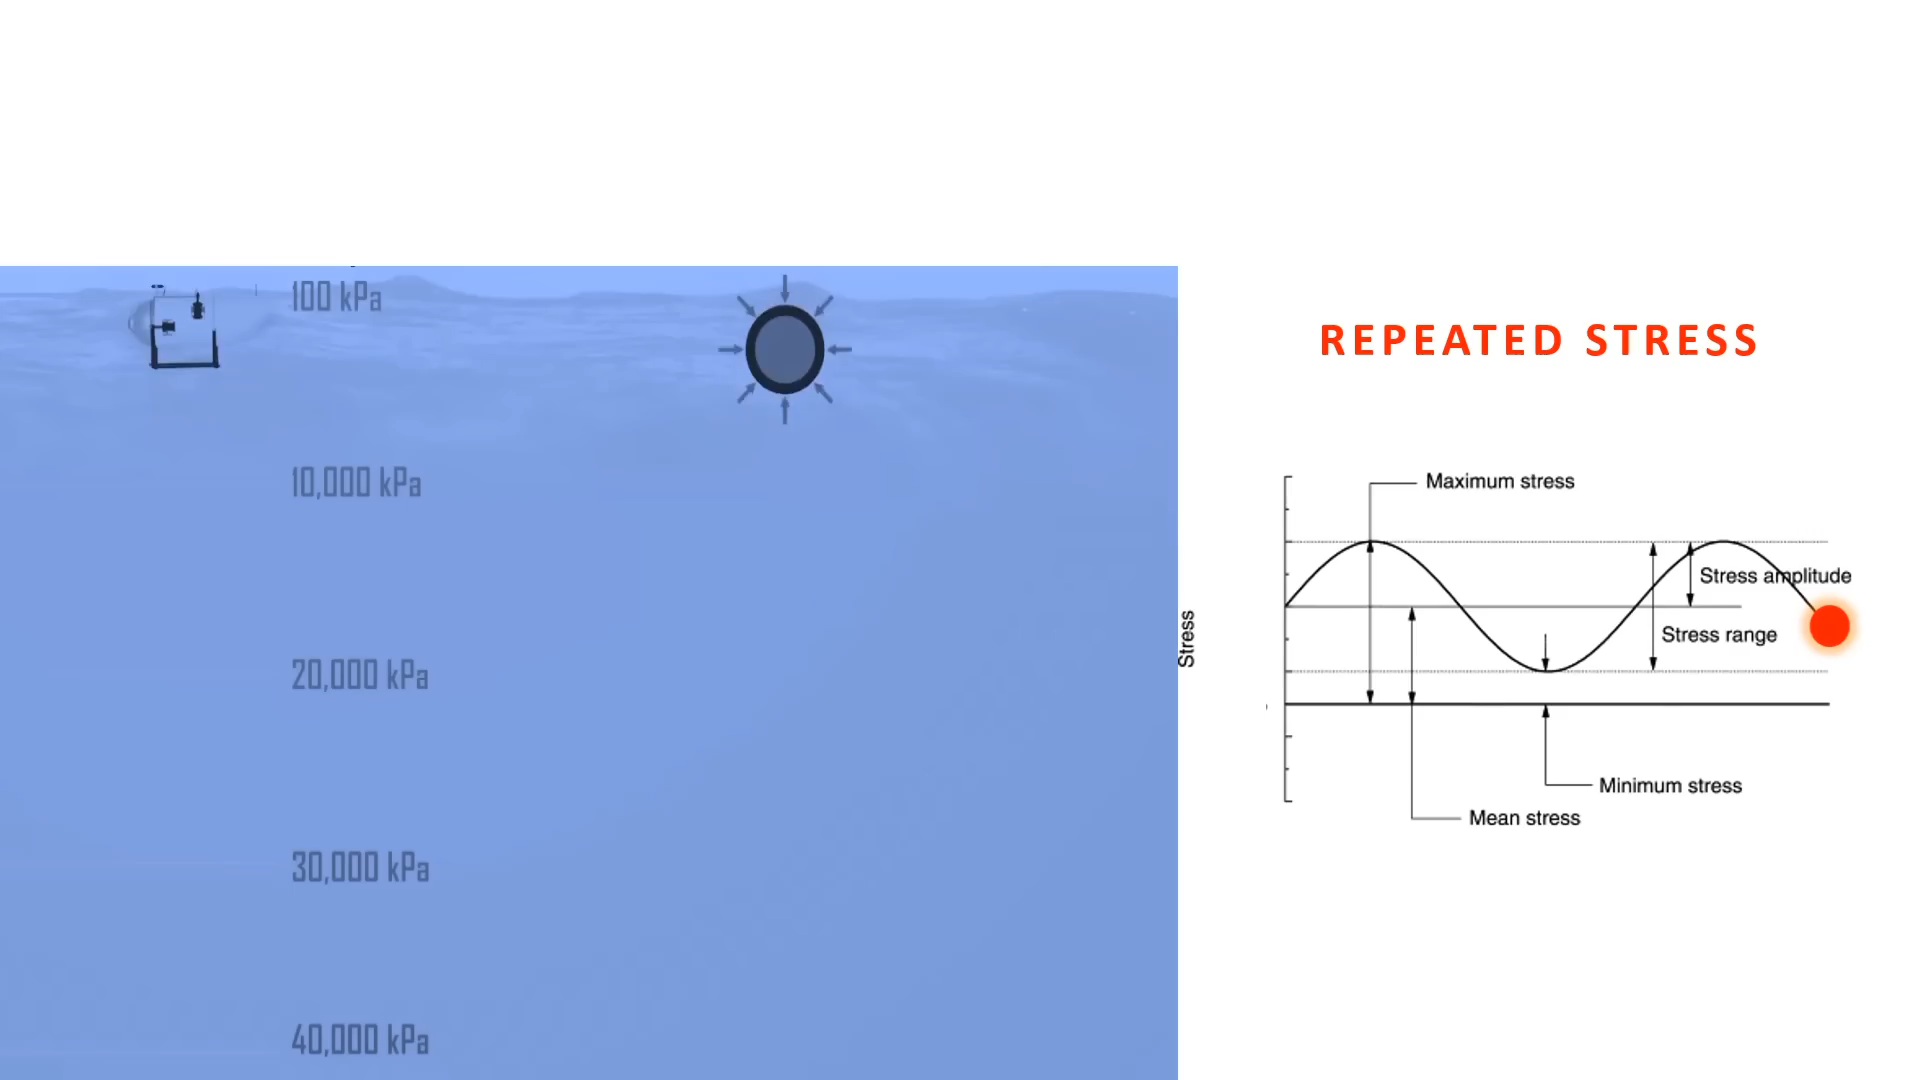 100 kPa
10,000 kPa
20,000 kPa
30,000 kPa
40,000 kPa
REPEATED STRESS
Maximum stress
Stress amplitude
Stress range
Stress
Minimum stress
Mean stress